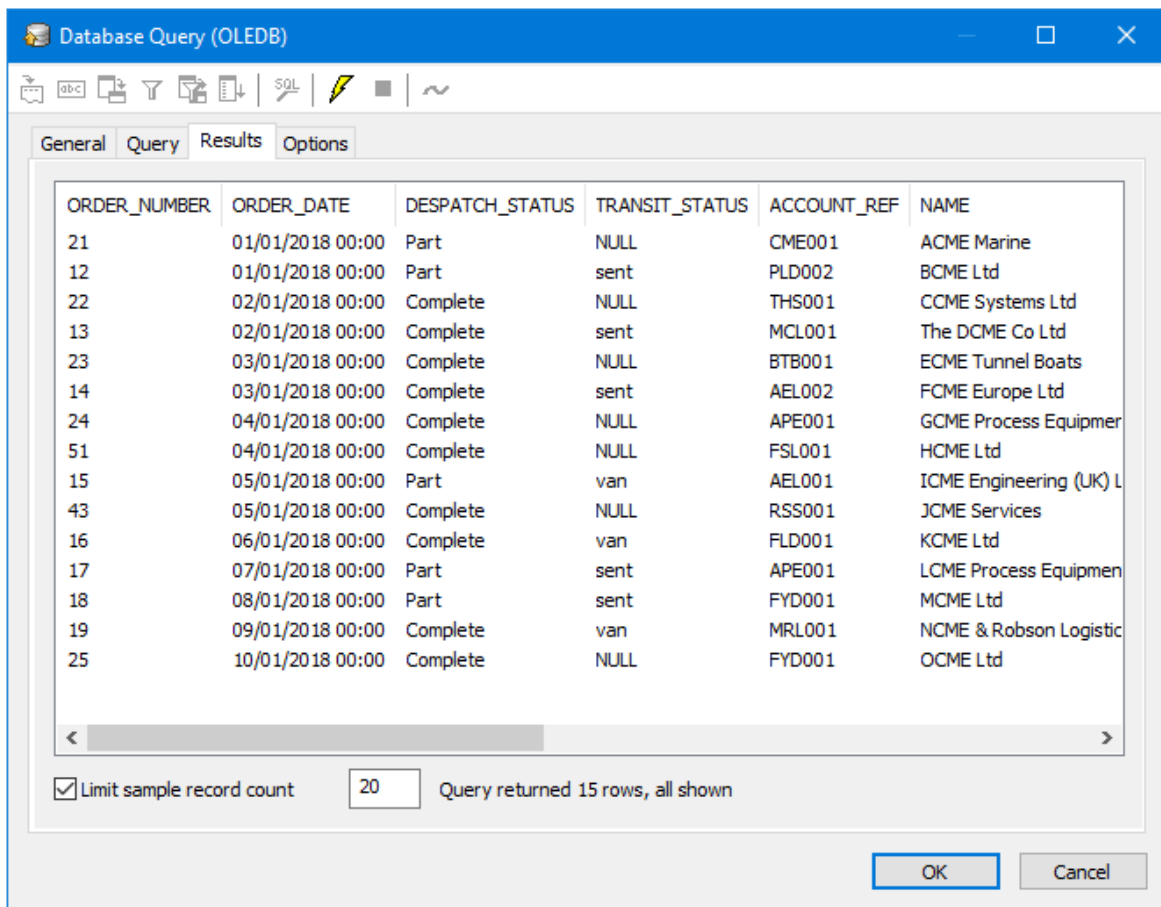 Database Query (OLEDB)
abc SQL
General Query Results Options
ORDER_NUMBER ORDER_DATE DESPATCH_STATUS TRANSIT_STATUS ACCOUNT_REF NAME
21 01/01/2018 00:00 Part NULL CME001 ACME Marine
12 01/01/2018 00:00 Part sent PLD002 BCME Ltd
22 02/01/2018 00:00 Complete NULL THS001 CCME Systems Ltd
13 02/01/2018 00:00 Complete sent MCL001 The DCME Co Ltd
23 03/01/2018 00:00 Complete NULL BTB001 ECME Tunnel Boats
14 03/01/2018 00:00 Complete sent AEL002 FCME Europe Ltd
24 04/01/2018 00:00 Complete NULL APE001 GCME Process Equipmer
51 04/01/2018 00:00 Complete NULL FSL001 HCME Ltd
15 05/01/2018 00:00 Part van AEL001 ICME Engineering (UK) L
43 05/01/2018 00:00 Complete NULL RSS001 JCME Services
16 06/01/2018 00:00 Complete van FLD001 KCME Ltd
17 07/01/2018 00:00 Part sent APE001 LCME Process Equipmen
18 08/01/2018 00:00 Part sent FYD001 MCME Ltd
19 09/01/2018 00:00 Complete van MRL001 NCME & Robson Logistic
25 10/01/2018 00:00 Complete NULL FYD001 OCME Ltd
Limit sample record count 20 Query returned 15 rows, all shown
OK Cancel